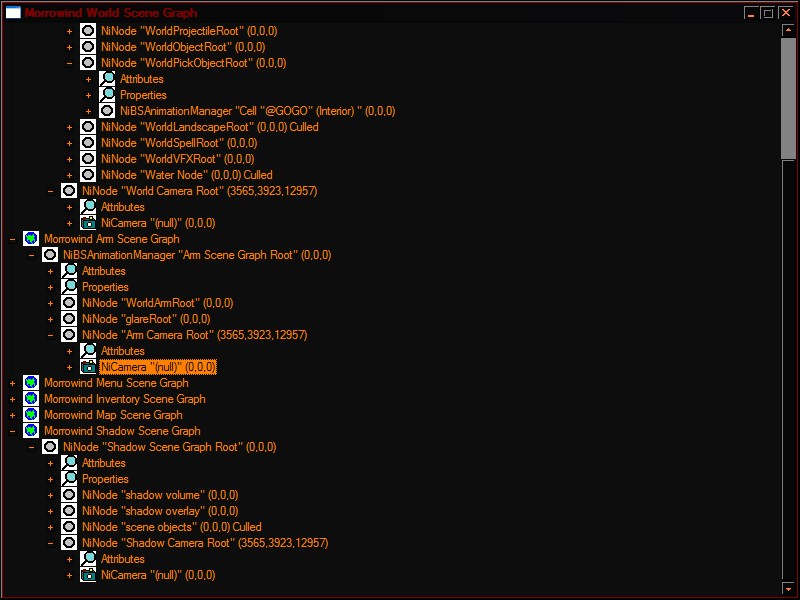 Morrowind World Scene Graph
NiNode "WorldProjectileRoot" (0,0,0)
NiNode "WorldObjectRoot" (0,0,0)
NiNode "WorldPickObjectRoot" (0,0,0)
Attributes
Properties
NiBSAnimationManager "Cell "@GOGO" (Interior) " (0,0,0)
NiNode "WorldLandscapeRoot" (0,0,0) Culled
NiNode "WorldSpellRoot" (0,0,0)
NiNode "WorldVFXRoot" (0,0,0)
NiNode "Water Node" (0,0,0) Culled
NiNode "World Camera Root" (3565,3923,12957)
Attributes
NiCamera "(null)" (0,0,0)
Morrowind Arm Scene Graph
NiBSAnimationManager "Arm Scene Graph Root" (0,0,0)
Attributes
Properties
NiNode "WorldArmRoot" (0,0,0)
NiNode "glareRoot" (0,0,0)
NiNode "Arm Camera Root" (3565,3923,12957)
Attributes
NiCamera "(null)" (0,0,0)
Morrowind Menu Scene Graph
Morrowind Inventory Scene Graph
Morrowind Map Scene Graph
Morrowind Shadow Scene Graph
NiNode "Shadow Scene Graph Root" (0,0,0)
Attributes
Properties
NiNode "shadow volume" (0,0,0)
NiNode "shadow overlay" (0,0,0)
NiNode "scene objects" (0,0,0) Culled
NiNode "Shadow Camera Root" (3565,3923,12957)
Attributes
NiCamera "(null)" (0,0,0)